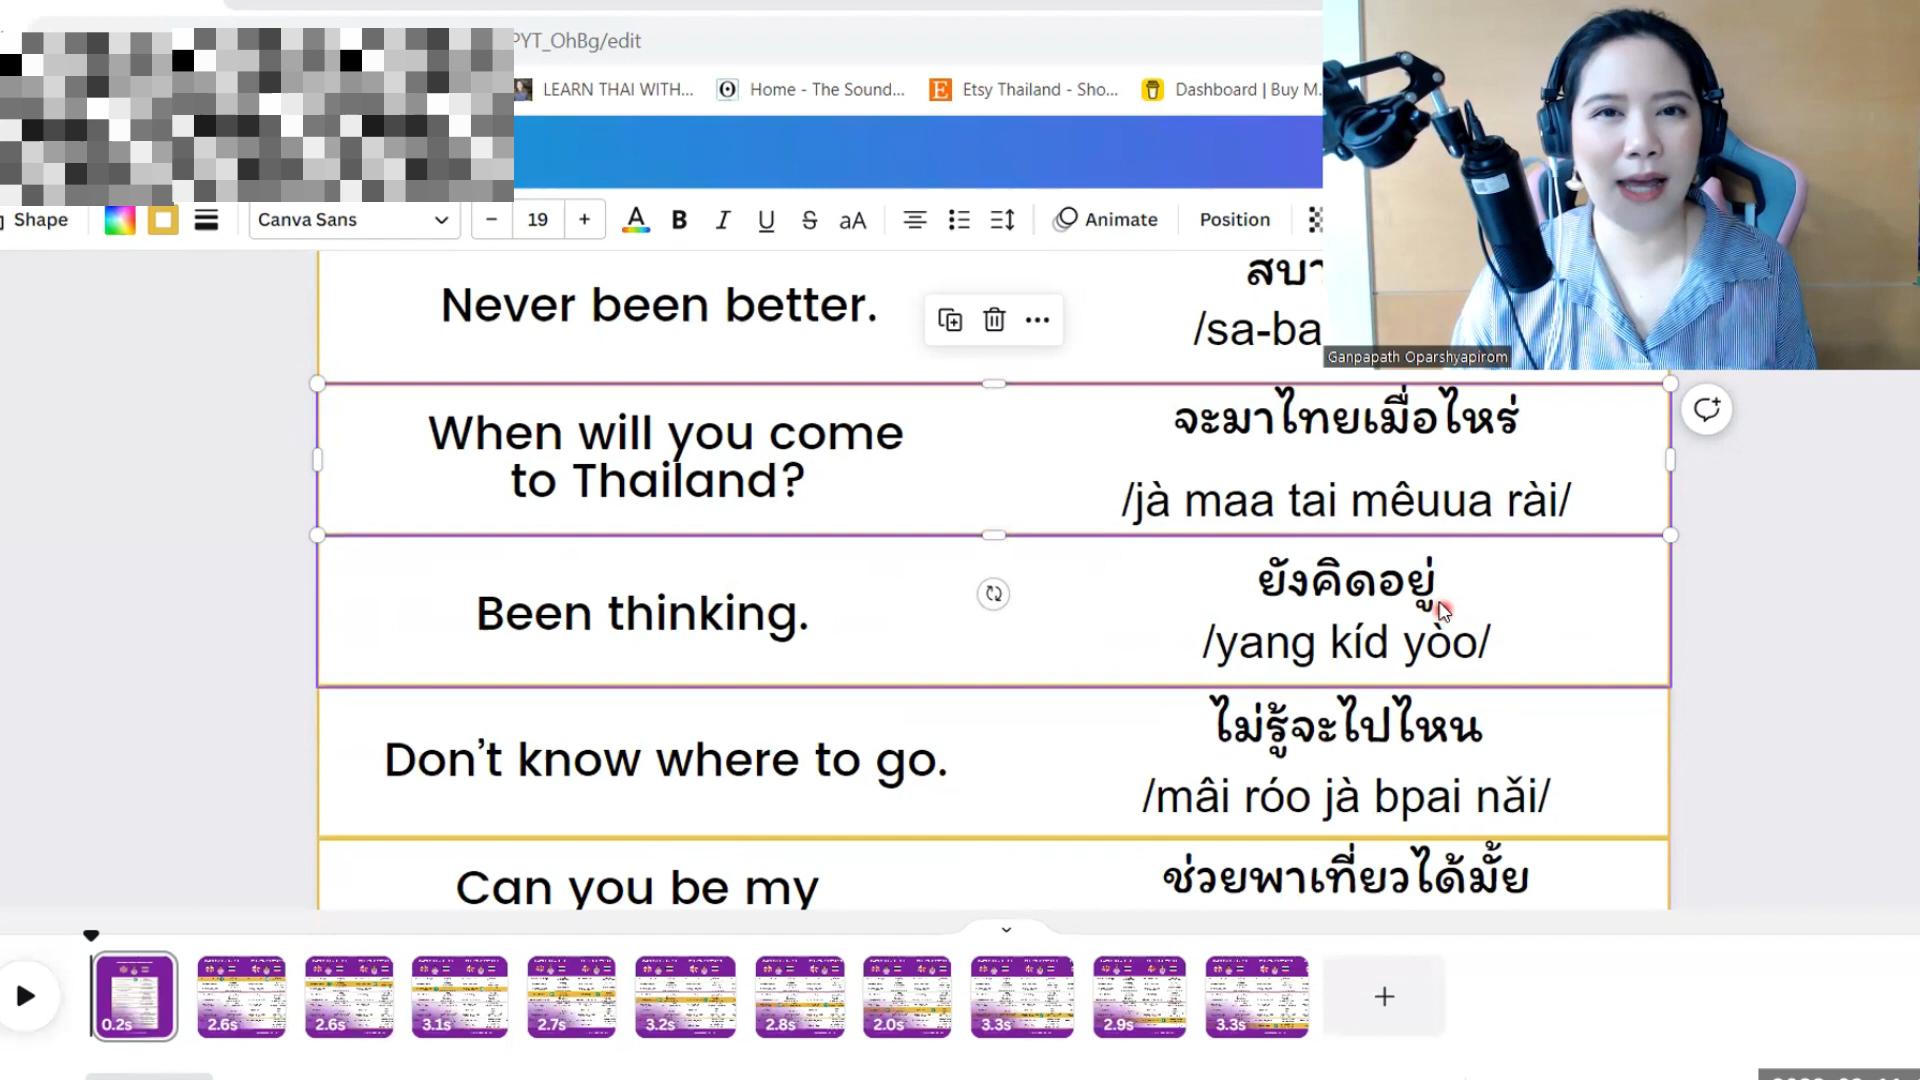 PYT_OhBg/edit
LEARN THAI WITH...
Home - The Sound...
Etsy Thailand - Sho...
Dashboard | Buy M
Shape
Canva Sans
– 19 +
A B I U S aA
Animate
Position
Never been better.
สบา
/sa-ba
Ganpapath Oparshyapirom
When will you come
to Thailand?
จะมาไทยเมื่อไหร่
/jà maa tai mêuua rài/
Been thinking.
ยังคิดอยู่
/yang kíd yòo/
Don't know where to go.
ไม่รู้จะไปไหน
/mâi róo jà bpai nǎi/
Can you be my
ช่วยพาเที่ยวได้มั้ย
0.2s
2.6s
2.6s
3.1s
2.7s
3.2s
2.8s
2.0s
3.3s
2.9s
3.3s